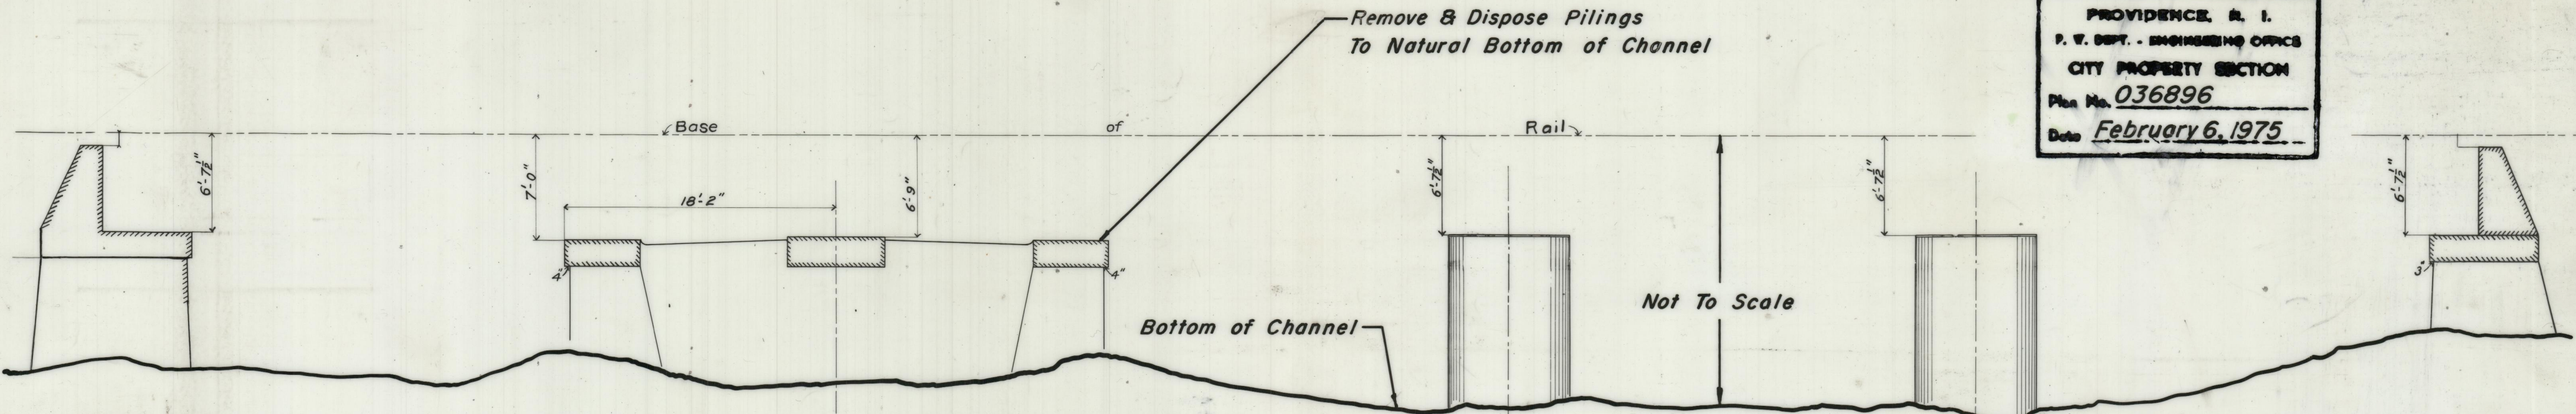 Remove & Dispose Pilings
To Natural Bottom of Channel
PROVIDENCE, R. I.
P. W. DEPT. - ENGINEERING OFFICE
CITY PROPERTY SECTION
Plan No. 036896
Date February 6, 1975
Base of Rail
6'-7½"
7'-0"
18'-2"
6'-9"
6'-7½"
6'-7½"
6'-7½"
4"
4"
3"
Not To Scale
Bottom of Channel